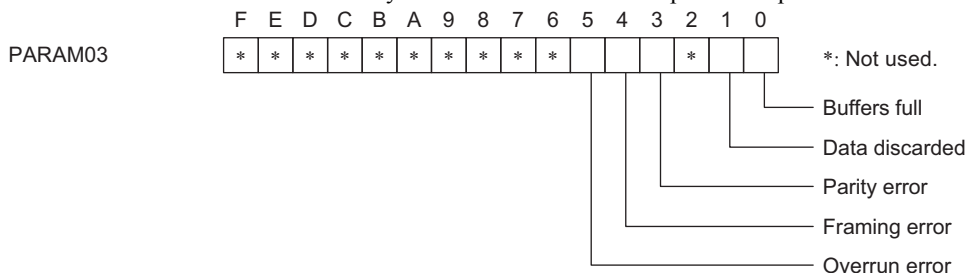 F E D C B A 9 8 7 6 5 4 3 2 1 0
PARAM03 * * * * * * * * * * * *: Not used.
Buffers full
Data discarded
Parity error
Framing error
Overrun error